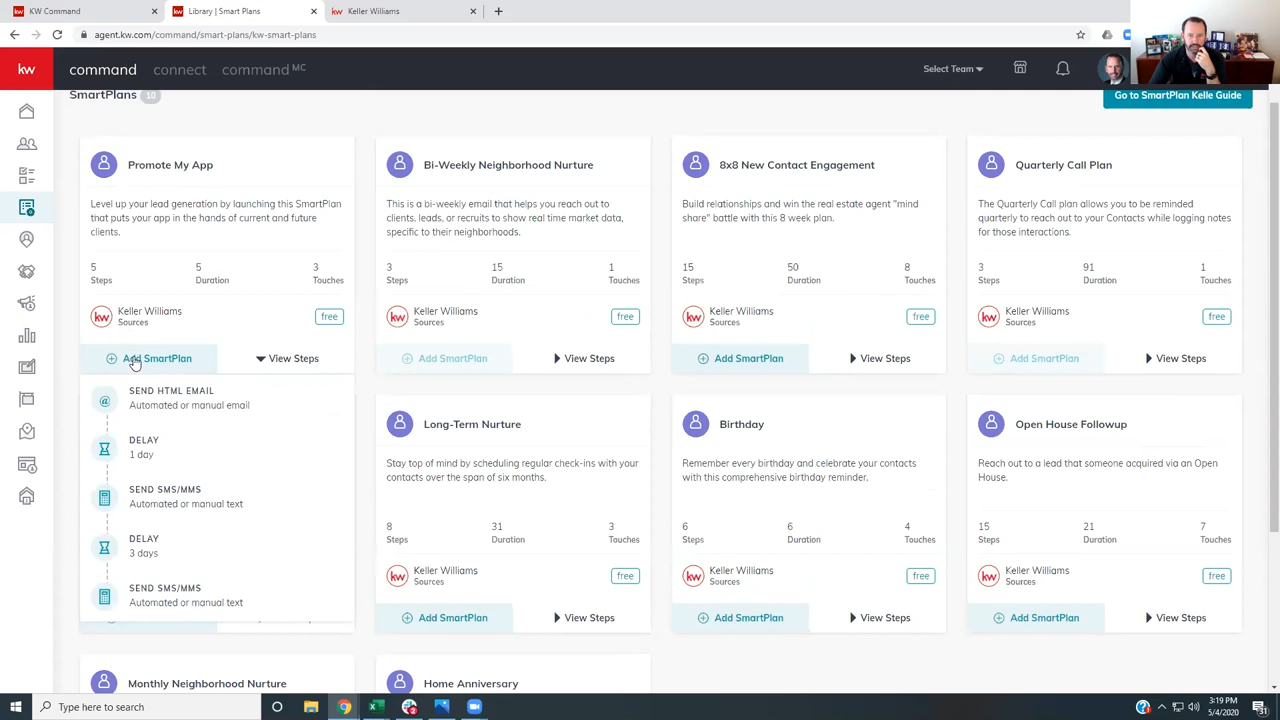 KW Command
Library | Smart Plans
Keller Williams
agent.kw.com/command/smart-plans/kw-smart-plans
kw
command
connect
command MC
Select Team
SmartPlans 10
Go to SmartPlan Kelle Guide
Promote My App
Level up your lead generation by launching this SmartPlan
that puts your app in the hands of current and future
clients.
5
Steps
5
Duration
3
Touches
kw
Keller Williams
Sources
free
Add SmartPlan
View Steps
SEND HTML EMAIL
Automated or manual email
DELAY
1 day
SEND SMS/MMS
Automated or manual text
DELAY
3 days
SEND SMS/MMS
Automated or manual text
Bi-Weekly Neighborhood Nurture
This is a bi-weekly email that helps you reach out to
clients, leads, or recruits to show real time market data,
specific to their neighborhoods.
3
Steps
15
Duration
1
Touches
kw
Keller Williams
Sources
free
Add SmartPlan
View Steps
8x8 New Contact Engagement
Build relationships and win the real estate agent "mind
share" battle with this 8 week plan.
15
Steps
50
Duration
8
Touches
kw
Keller Williams
Sources
free
Add SmartPlan
View Steps
Quarterly Call Plan
The Quarterly Call plan allows you to be reminded
quarterly to reach out to your Contacts while logging notes
for those interactions.
3
Steps
91
Duration
1
Touches
kw
Keller Williams
Sources
free
Add SmartPlan
View Steps
Long-Term Nurture
Stay top of mind by scheduling regular check-ins with your
contacts over the span of six months.
8
Steps
31
Duration
3
Touches
kw
Keller Williams
Sources
free
Add SmartPlan
View Steps
Birthday
Remember every birthday and celebrate your contacts
with this comprehensive birthday reminder.
6
Steps
6
Duration
4
Touches
kw
Keller Williams
Sources
free
Add SmartPlan
View Steps
Open House Followup
Reach out to a lead that someone acquired via an Open
House.
15
Steps
21
Duration
7
Touches
kw
Keller Williams
Sources
free
Add SmartPlan
View Steps
Monthly Neighborhood Nurture
Home Anniversary
Type here to search
3:19 PM
5/4/2020